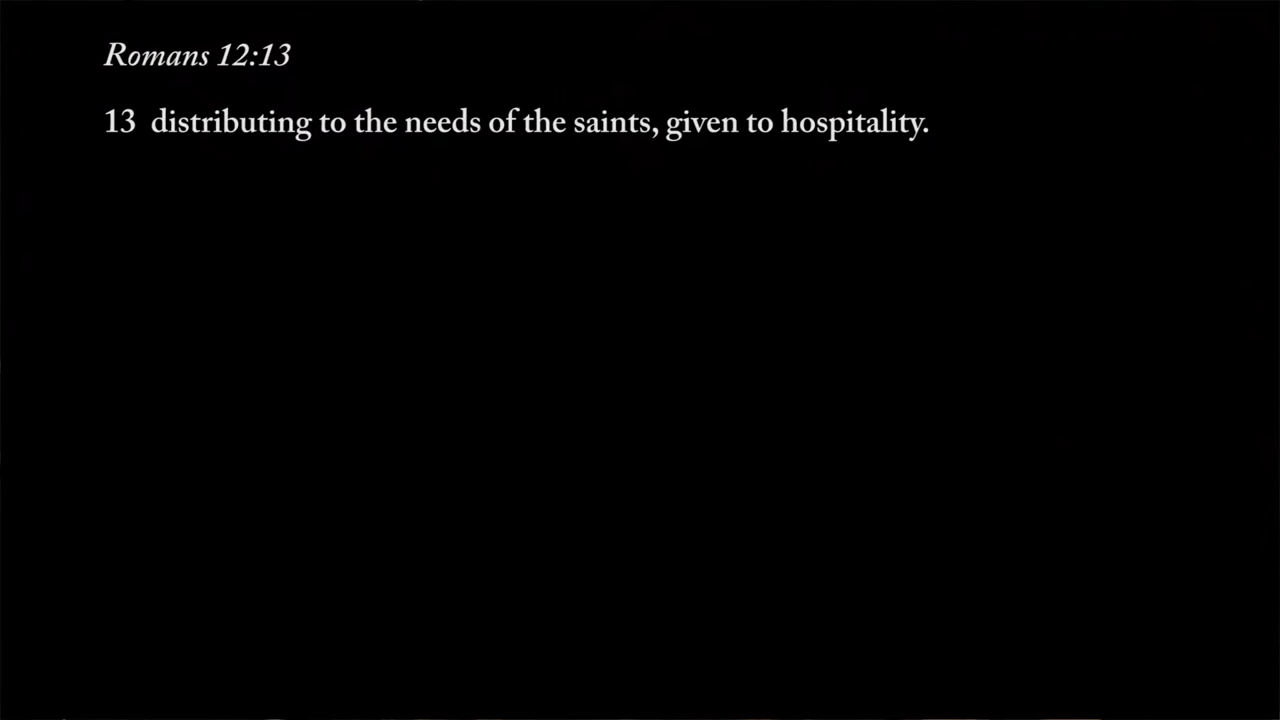 Romans 12:13
13 distributing to the needs of the saints, given to hospitality.